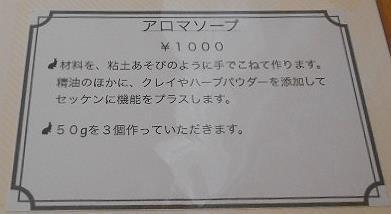 アロマソープ
￥１０００
材料を、粘土あそびのように手でこねて作ります。
精油のほかに、クレイやハーブパウダーを添加して
セッケンに機能をプラスします。
５０gを３個作っていただきます。